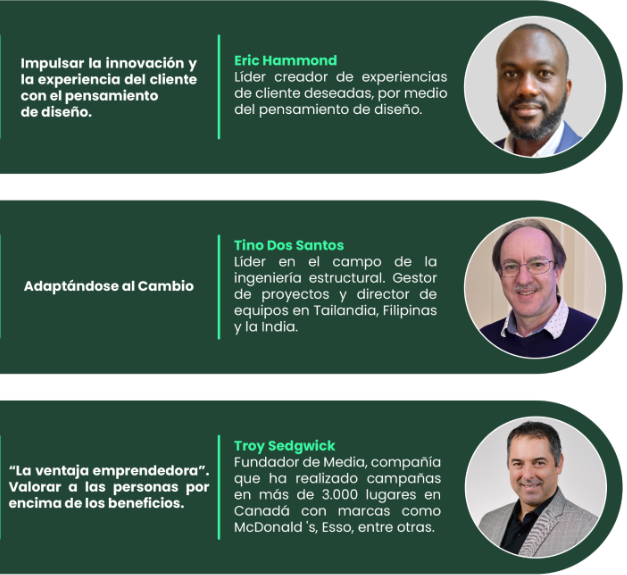 Impulsar la innovación y
la experiencia del cliente
con el pensamiento
de diseño.
Eric Hammond
Líder creador de experiencias
de cliente deseadas, por medio
del pensamiento de diseño.
Adaptándose al Cambio
Tino Dos Santos
Líder en el campo de la
ingeniería estructural. Gestor
de proyectos y director de
equipos en Tailandia, Filipinas
y la India.
“La ventaja emprendedora”.
Valorar a las personas por
encima de los beneficios.
Troy Sedgwick
Fundador de Media, compañía
que ha realizado campañas
en más de 3.000 lugares en
Canadá con marcas como
McDonald 's, Esso, entre otras.